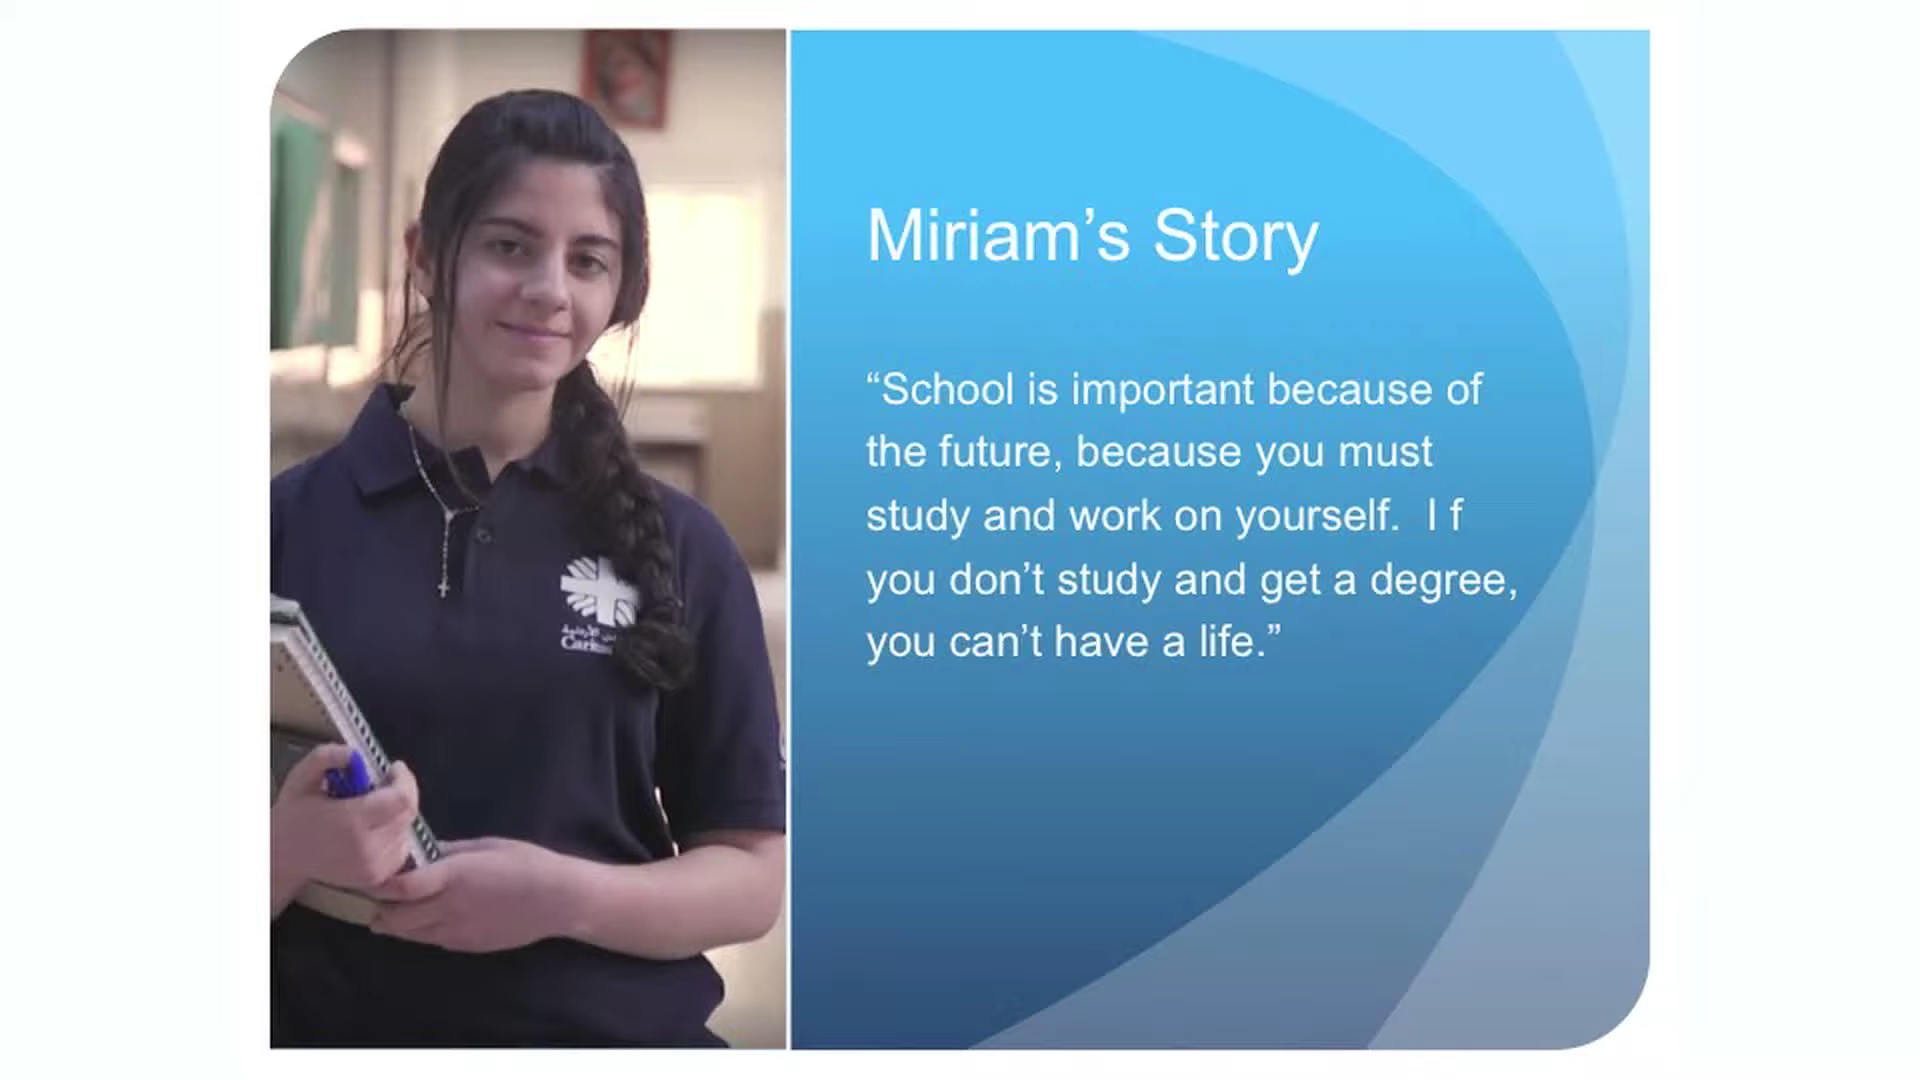 Miriam’s Story
“School is important because of
the future, because you must
study and work on yourself.  I f
you don’t study and get a degree,
you can’t have a life.”